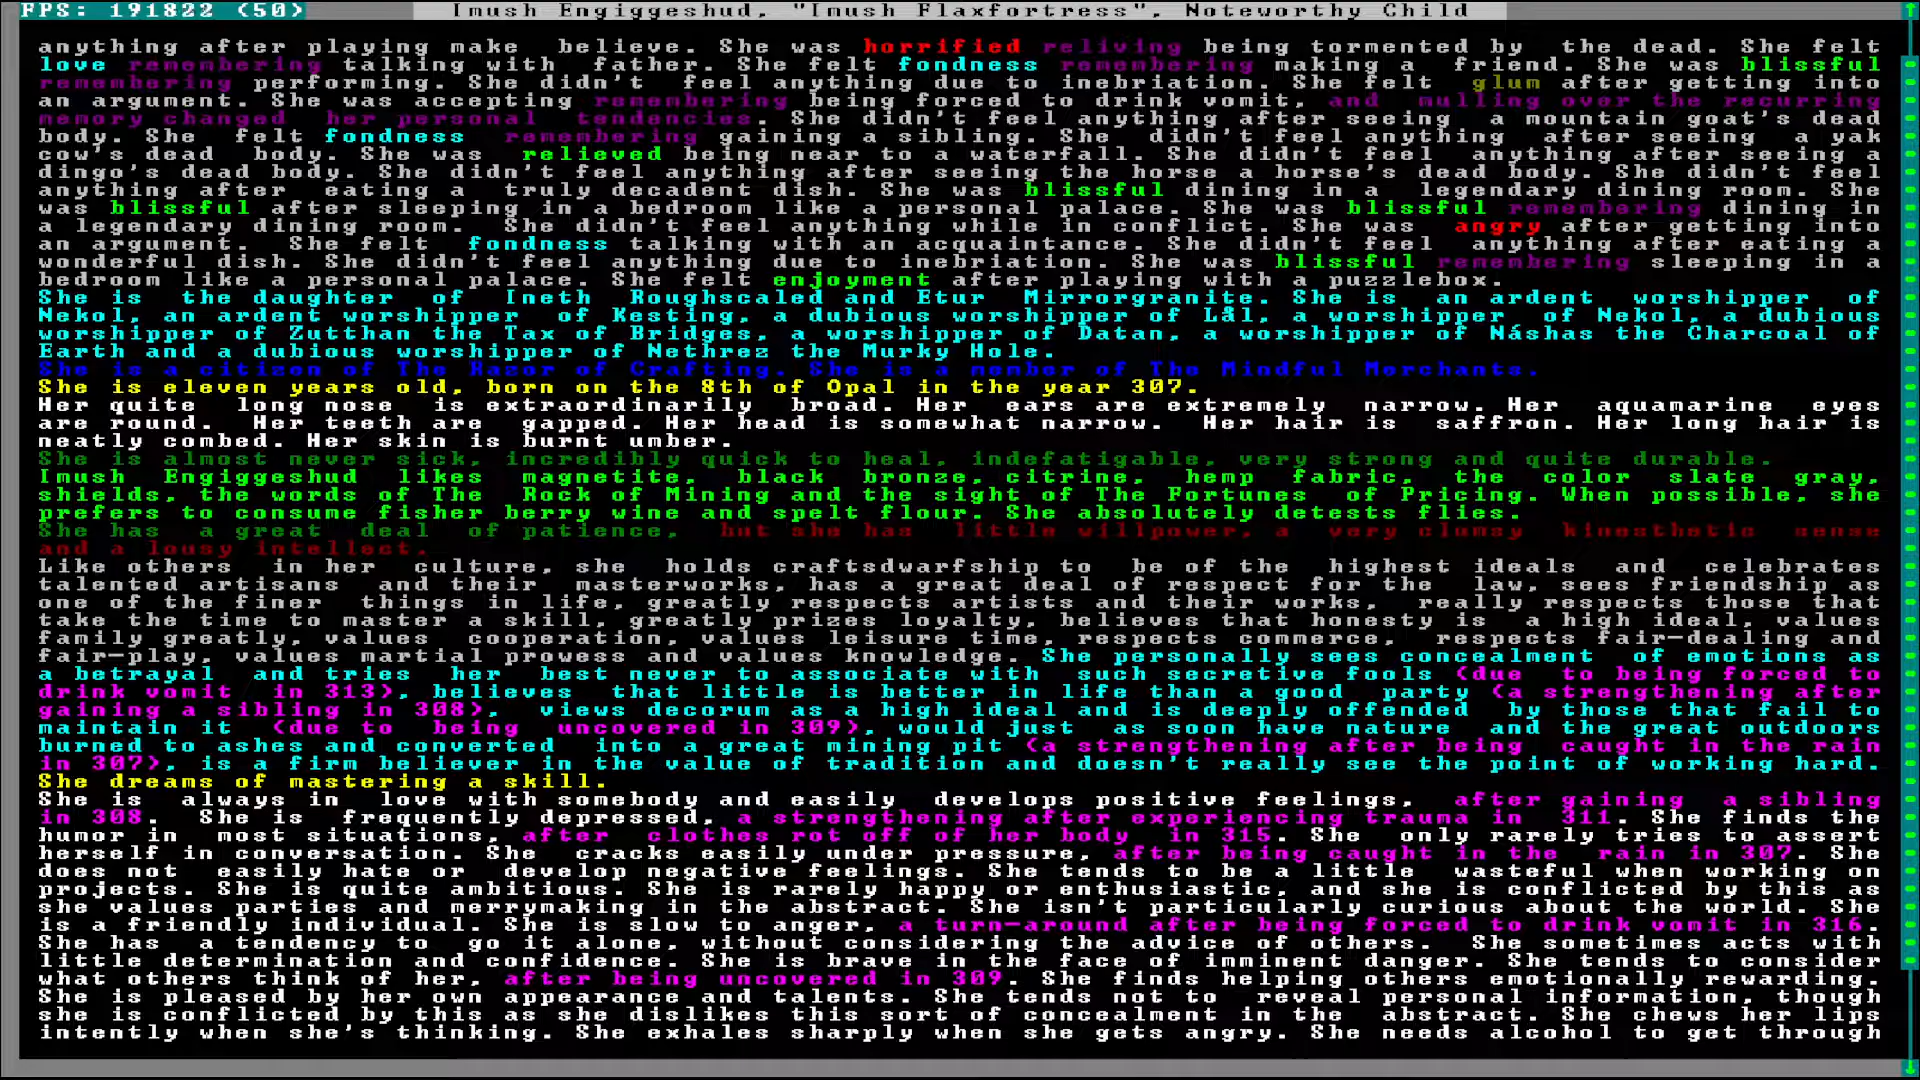 FPS: 191822 (50)
Imush Engiggeshud, "Imush Flaxfortress", Noteworthy Child
anything after playing make believe. She was horrified reliving being tormented by the dead. She felt
love remembering talking with father. She felt fondness remembering making a friend. She was blissful
remembering performing. She didn't feel anything due to inebriation. She felt glum after getting into
an argument. She was accepting remembering being forced to drink vomit, and mulling over the recurring
memory changed her personal tendencies. She didn't feel anything after seeing a mountain goat's dead
body. She felt fondness remembering gaining a sibling. She didn't feel anything after seeing a yak
cow's dead body. She was relieved being near to a waterfall. She didn't feel anything after seeing a
dingo's dead body. She didn't feel anything after seeing the horse a horse's dead body. She didn't feel
anything after eating a truly decadent dish. She was blissful dining in a legendary dining room. She
was blissful after sleeping in a bedroom like a personal palace. She was blissful remembering dining in
a legendary dining room. She didn't feel anything while in conflict. She was angry after getting into
an argument. She felt fondness talking with an acquaintance. She didn't feel anything after eating a
wonderful dish. She didn't feel anything due to inebriation. She was blissful remembering sleeping in a
bedroom like a personal palace. She felt enjoyment after playing with a puzzlebox.
She is the daughter of Ineth Roughscaled and Etur Mirrorgranite. She is an ardent worshipper of
Nekol, an ardent worshipper of Kesting, a dubious worshipper of Lål, a worshipper of Nekol, a dubious
worshipper of Zutthan the Tax of Bridges, a worshipper of Datan, a worshipper of Náshas the Charcoal of
Earth and a dubious worshipper of Nethrez the Murky Hole.
She is a citizen of The Razor of Crafting. She is a member of The Mindful Merchants.
She is eleven years old, born on the 8th of Opal in the year 307.
Her quite long nose is extraordinarily broad. Her ears are extremely narrow. Her aquamarine eyes
are round. Her teeth are gapped. Her head is somewhat narrow. Her hair is saffron. Her long hair is
neatly combed. Her skin is burnt umber.
She is almost never sick, incredibly quick to heal, indefatigable, very strong and quite durable.
Imush Engiggeshud likes magnetite, black bronze, citrine, hemp fabric, the color slate gray,
shields, the words of The Rock of Mining and the sight of The Fortunes of Pricing. When possible, she
prefers to consume fisher berry wine and spelt flour. She absolutely detests flies.
She has a great deal of patience, but she has little willpower, a very clumsy kinesthetic sense
and a lousy intellect.
Like others in her culture, she holds craftsdwarfship to be of the highest ideals and celebrates
talented artisans and their masterworks, has a great deal of respect for the law, sees friendship as
one of the finer things in life, greatly respects artists and their works, really respects those that
take the time to master a skill, greatly prizes loyalty, believes that honesty is a high ideal, values
family greatly, values cooperation, values leisure time, respects commerce, respects fair-dealing and
fair-play, values martial prowess and values knowledge. She personally sees concealment of emotions as
a betrayal and tries her best never to associate with such secretive fools (due to being forced to
drink vomit in 313), believes that little is better in life than a good party (a strengthening after
gaining a sibling in 308), views decorum as a high ideal and is deeply offended by those that fail to
maintain it (due to being uncovered in 309), would just as soon have nature and the great outdoors
burned to ashes and converted into a great mining pit (a strengthening after being caught in the rain
in 307), is a firm believer in the value of tradition and doesn't really see the point of working hard.
She dreams of mastering a skill.
She is always in love with somebody and easily develops positive feelings, after gaining a sibling
in 308. She is frequently depressed, a strengthening after experiencing trauma in 311. She finds the
humor in most situations, after clothes rot off of her body in 315. She only rarely tries to assert
herself in conversation. She cracks easily under pressure, after being caught in the rain in 307. She
does not easily hate or develop negative feelings. She tends to be a little wasteful when working on
projects. She is quite ambitious. She is rarely happy or enthusiastic, and she is conflicted by this as
she values parties and merrymaking in the abstract. She isn't particularly curious about the world. She
is a friendly individual. She is slow to anger, a turn-around after being forced to drink vomit in 316.
She has a tendency to go it alone, without considering the advice of others. She sometimes acts with
little determination and confidence. She is brave in the face of imminent danger. She tends to consider
what others think of her, after being uncovered in 309. She finds helping others emotionally rewarding.
She is pleased by her own appearance and talents. She tends not to reveal personal information, though
she is conflicted by this as she dislikes this sort of concealment in the abstract. She chews her lips
intently when she's thinking. She exhales sharply when she gets angry. She needs alcohol to get through